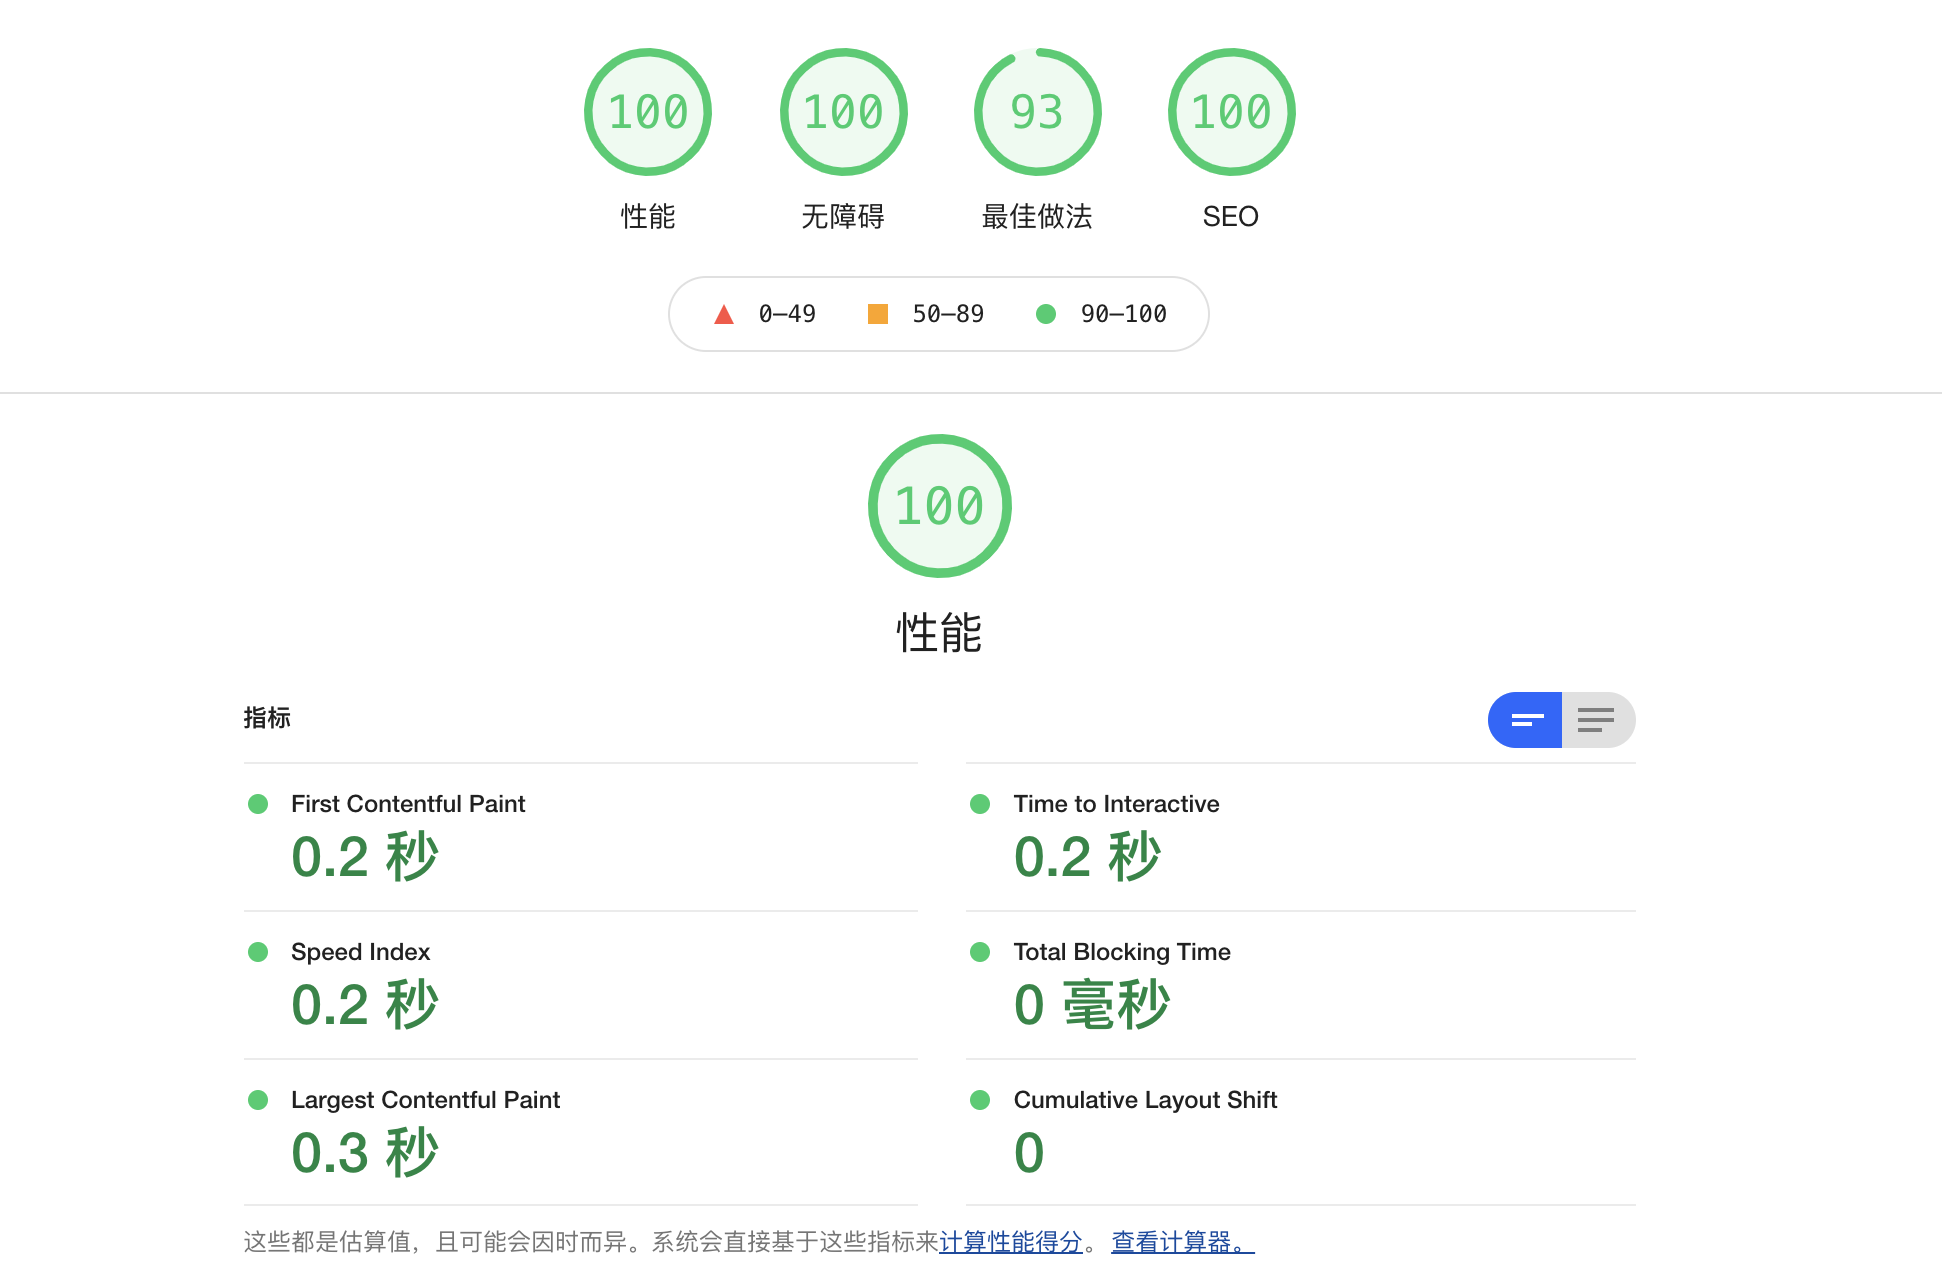 100 100 93 100
性能 无障碍 最佳做法 SEO
0–49 50–89 90–100
100
性能
指标
First Contentful Paint
0.2 秒
Time to Interactive
0.2 秒
Speed Index
0.2 秒
Total Blocking Time
0 毫秒
Largest Contentful Paint
0.3 秒
Cumulative Layout Shift
0
这些都是估算值，且可能会因时而异。系统会直接基于这些指标来计算性能得分。 查看计算器。